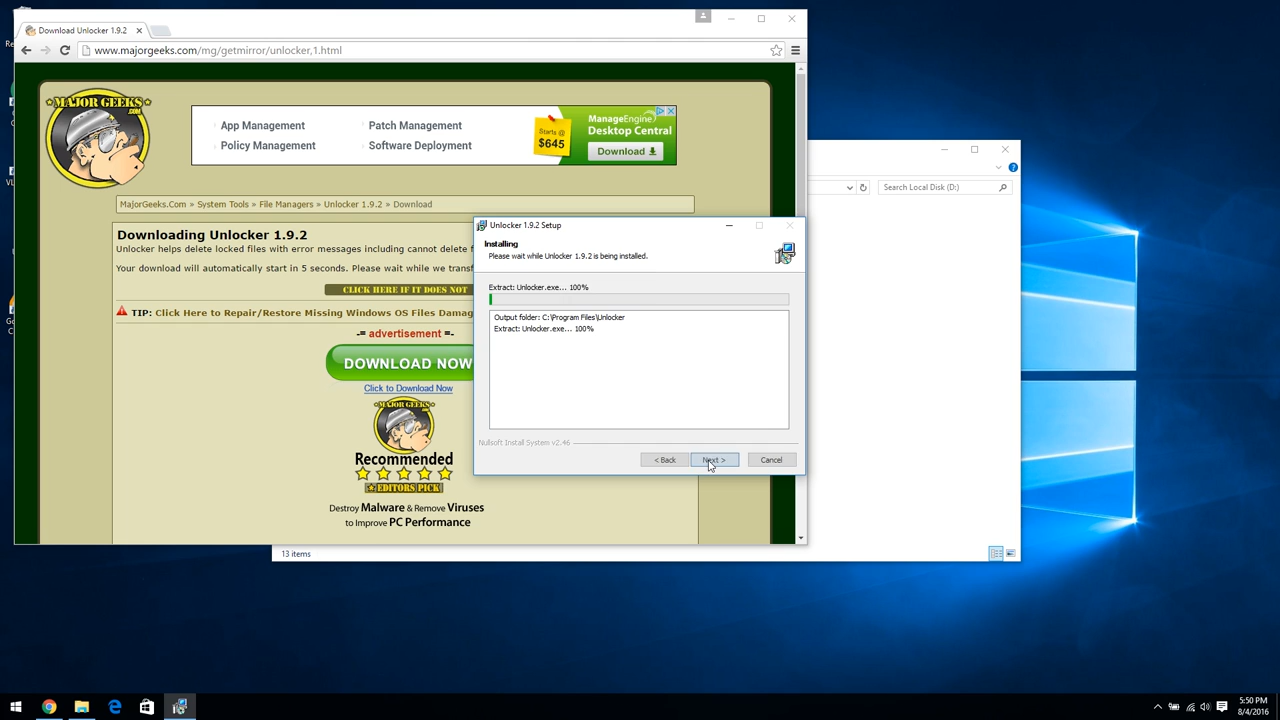 Download Unlocker 1.9.2
www.majorgeeks.com/mg/getmirror/unlocker,1.html
MAJOR GEEKS
.COM
App Management
Patch Management
Policy Management
Software Deployment
Starts @
$645
ManageEngine
Desktop Central
Download
MajorGeeks.Com » System Tools » File Managers » Unlocker 1.9.2 » Download
Downloading Unlocker 1.9.2
Unlocker helps delete locked files with error messages including cannot delete f
Your download will automatically start in 5 seconds. Please wait while we transf
CLICK HERE IF IT DOES NOT
TIP: Click Here to Repair/Restore Missing Windows OS Files Damag
-= advertisement =-
DOWNLOAD NOW
Click to Download Now
MAJOR GEEKS
.COM
Recommended
EDITORS PICK
Destroy Malware & Remove Viruses
to Improve PC Performance
Unlocker 1.9.2 Setup
Installing
Please wait while Unlocker 1.9.2 is being installed.
Extract: Unlocker.exe... 100%
Output folder: C:\Program Files\Unlocker
Extract: Unlocker.exe... 100%
Nullsoft Install System v2.46
< Back
Next >
Cancel
Search Local Disk (D:)
13 items
5:50 PM
8/4/2016